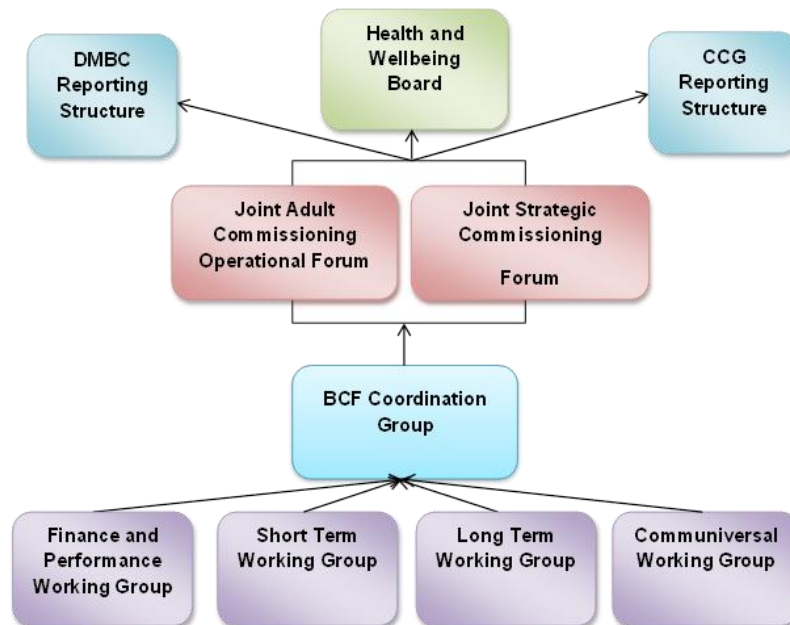 DMBC
Reporting
Structure
Health and
Wellbeing
Board
CCG
Reporting
Structure
Joint Adult
Commissioning
Operational Forum
Joint Strategic
Commissioning
Forum
BCF Coordination
Group
Finance and
Performance
Working Group
Short Term
Working Group
Long Term
Working Group
Communiversal
Working Group